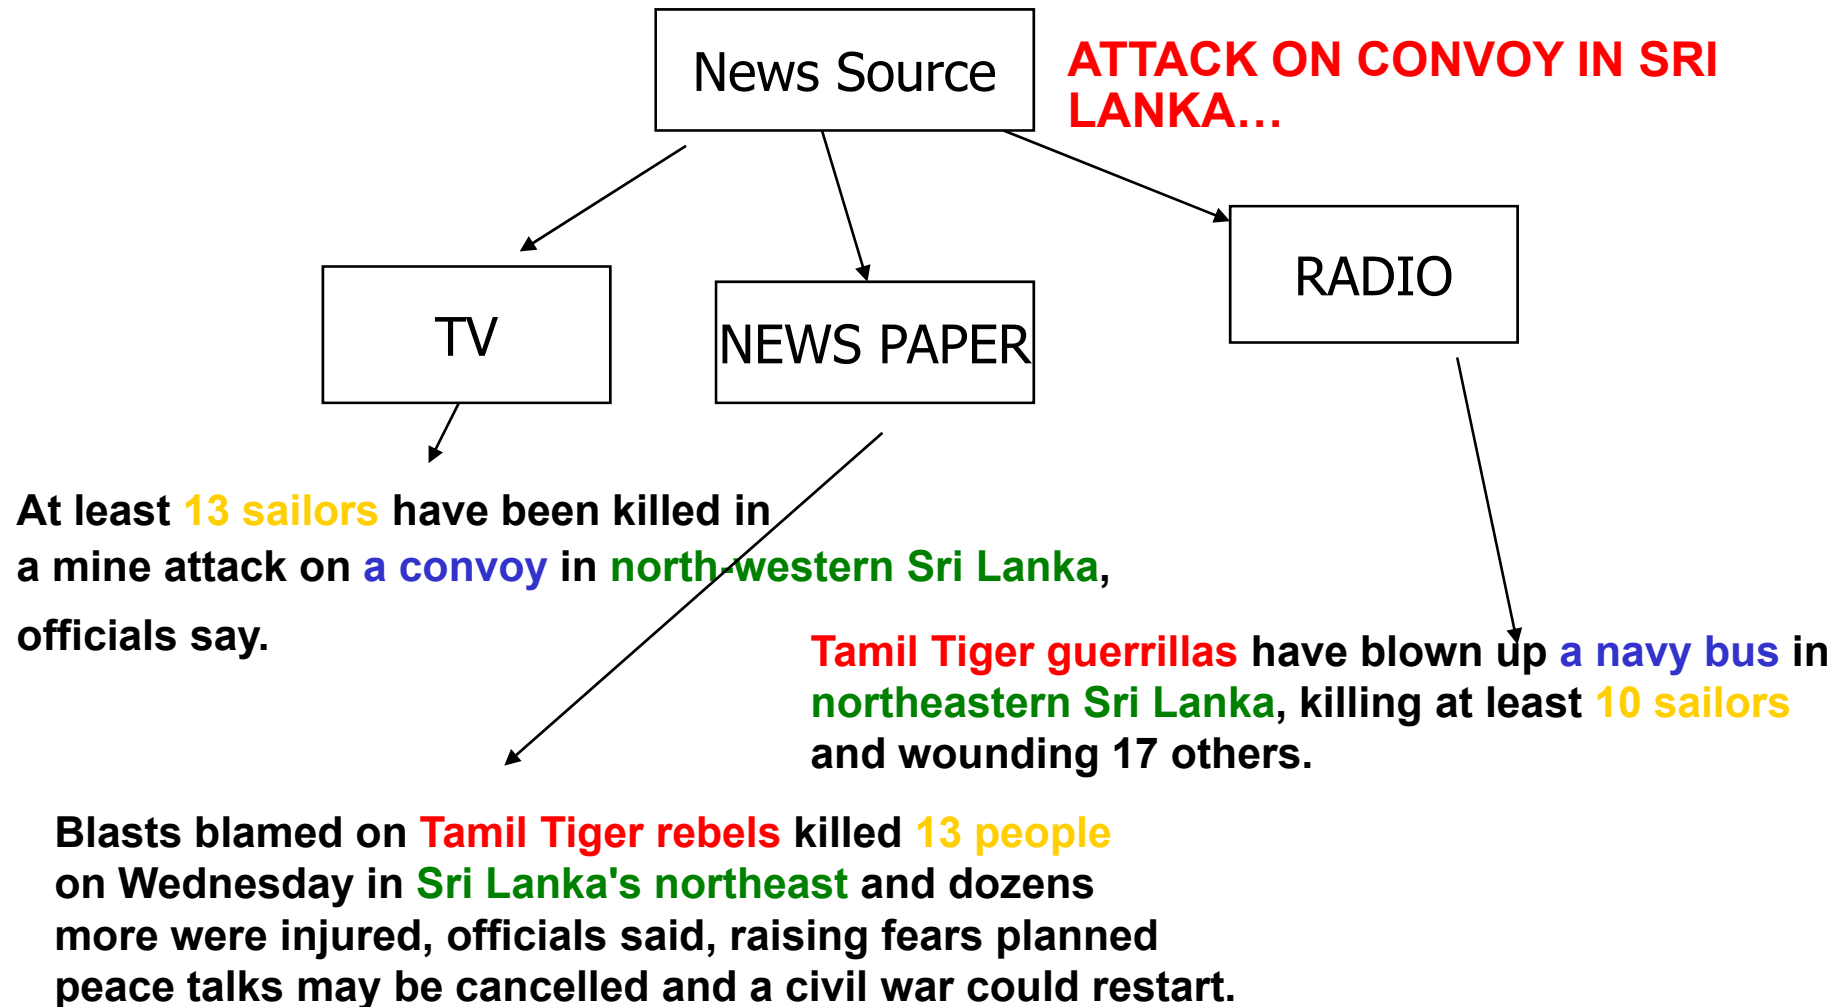 News Source
ATTACK ON CONVOY IN SRI
LANKA…
TV
NEWS PAPER
RADIO
At least 13 sailors have been killed in
a mine attack on a convoy in north-western Sri Lanka,
officials say.
Tamil Tiger guerrillas have blown up a navy bus in
northeastern Sri Lanka, killing at least 10 sailors
and wounding 17 others.
Blasts blamed on Tamil Tiger rebels killed 13 people
on Wednesday in Sri Lanka's northeast and dozens
more were injured, officials said, raising fears planned
peace talks may be cancelled and a civil war could restart.